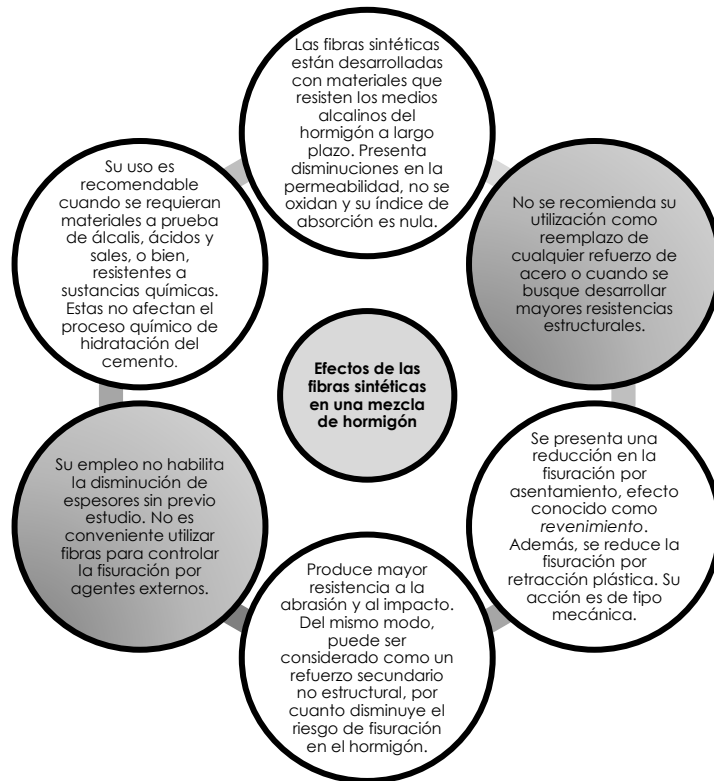 Las fibras sintéticas
están desarrolladas
con materiales que
resisten los medios
alcalinos del
hormigón a largo
plazo. Presenta
disminuciones en la
permeabilidad, no se
oxidan y su índice de
absorción es nula.
No se recomienda su
utilización como
reemplazo de
cualquier refuerzo de
acero o cuando se
busque desarrollar
mayores resistencias
estructurales.
Se presenta una
reducción en la
fisuración por
asentamiento, efecto
conocido como
revenimiento.
Además, se reduce la
fisuración por
retracción plástica. Su
acción es de tipo
mecánica.
Produce mayor
resistencia a la
abrasión y al impacto.
Del mismo modo,
puede ser
considerado como un
refuerzo secundario
no estructural, por
cuanto disminuye el
riesgo de fisuración
en el hormigón.
Su empleo no habilita
la disminución de
espesores sin previo
estudio. No es
conveniente utilizar
fibras para controlar
la fisuración por
agentes externos.
Su uso es
recomendable
cuando se requieran
materiales a prueba
de álcalis, ácidos y
sales, o bien,
resistentes a
sustancias químicas.
Estas no afectan el
proceso químico de
hidratación del
cemento.
Efectos de las
fibras sintéticas
en una mezcla
de hormigón